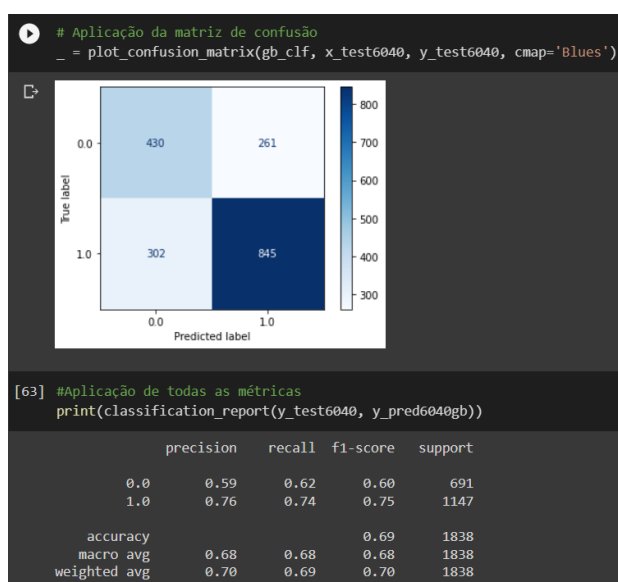 # Aplicação da matriz de confusão
_ = plot_confusion_matrix(gb_clf, x_test6040, y_test6040, cmap='Blues')
800
0.0 430 261
700
600
True label
500
1.0 302 845
400
300
0.0 1.0
Predicted label
[63] #Aplicação de todas as métricas
print(classification_report(y_test6040, y_pred6040gb))
precision recall f1-score support
0.0 0.59 0.62 0.60 691
1.0 0.76 0.74 0.75 1147
accuracy 0.69 1838
macro avg 0.68 0.68 0.68 1838
weighted avg 0.70 0.69 0.70 1838